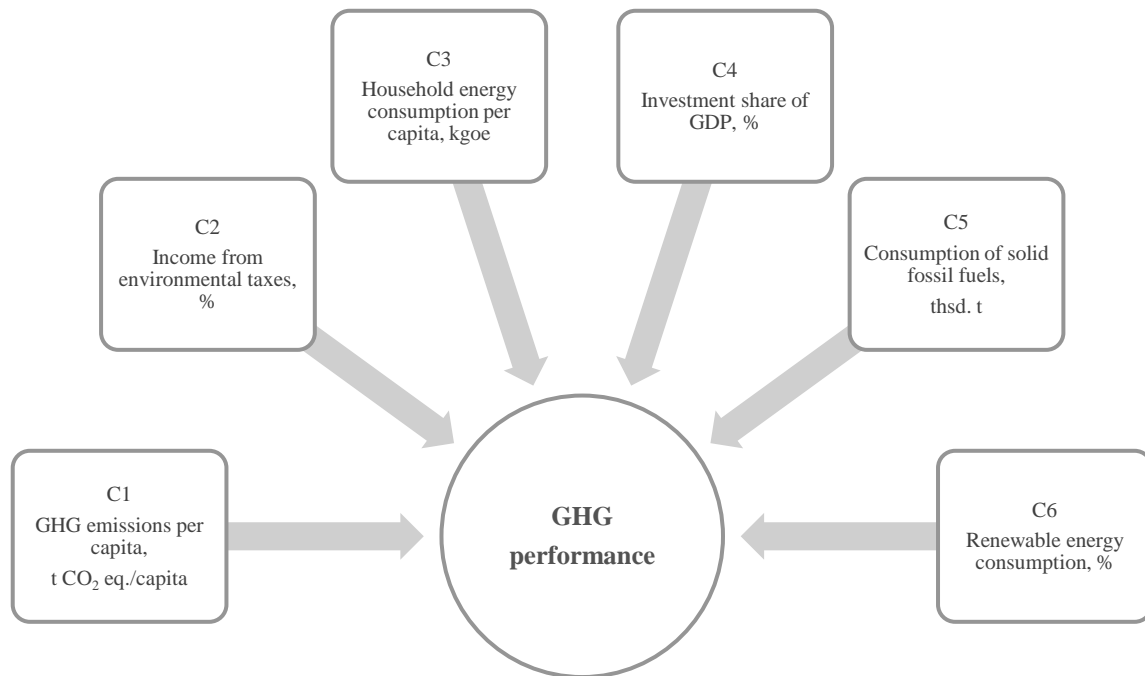 C1
GHG emissions per
capita,
t CO₂ eq./capita
C2
Income from
environmental taxes,
%
C3
Household energy
consumption per
capita, kgoe
C4
Investment share of
GDP, %
C5
Consumption of solid
fossil fuels,
thsd. t
C6
Renewable energy
consumption, %
GHG
performance